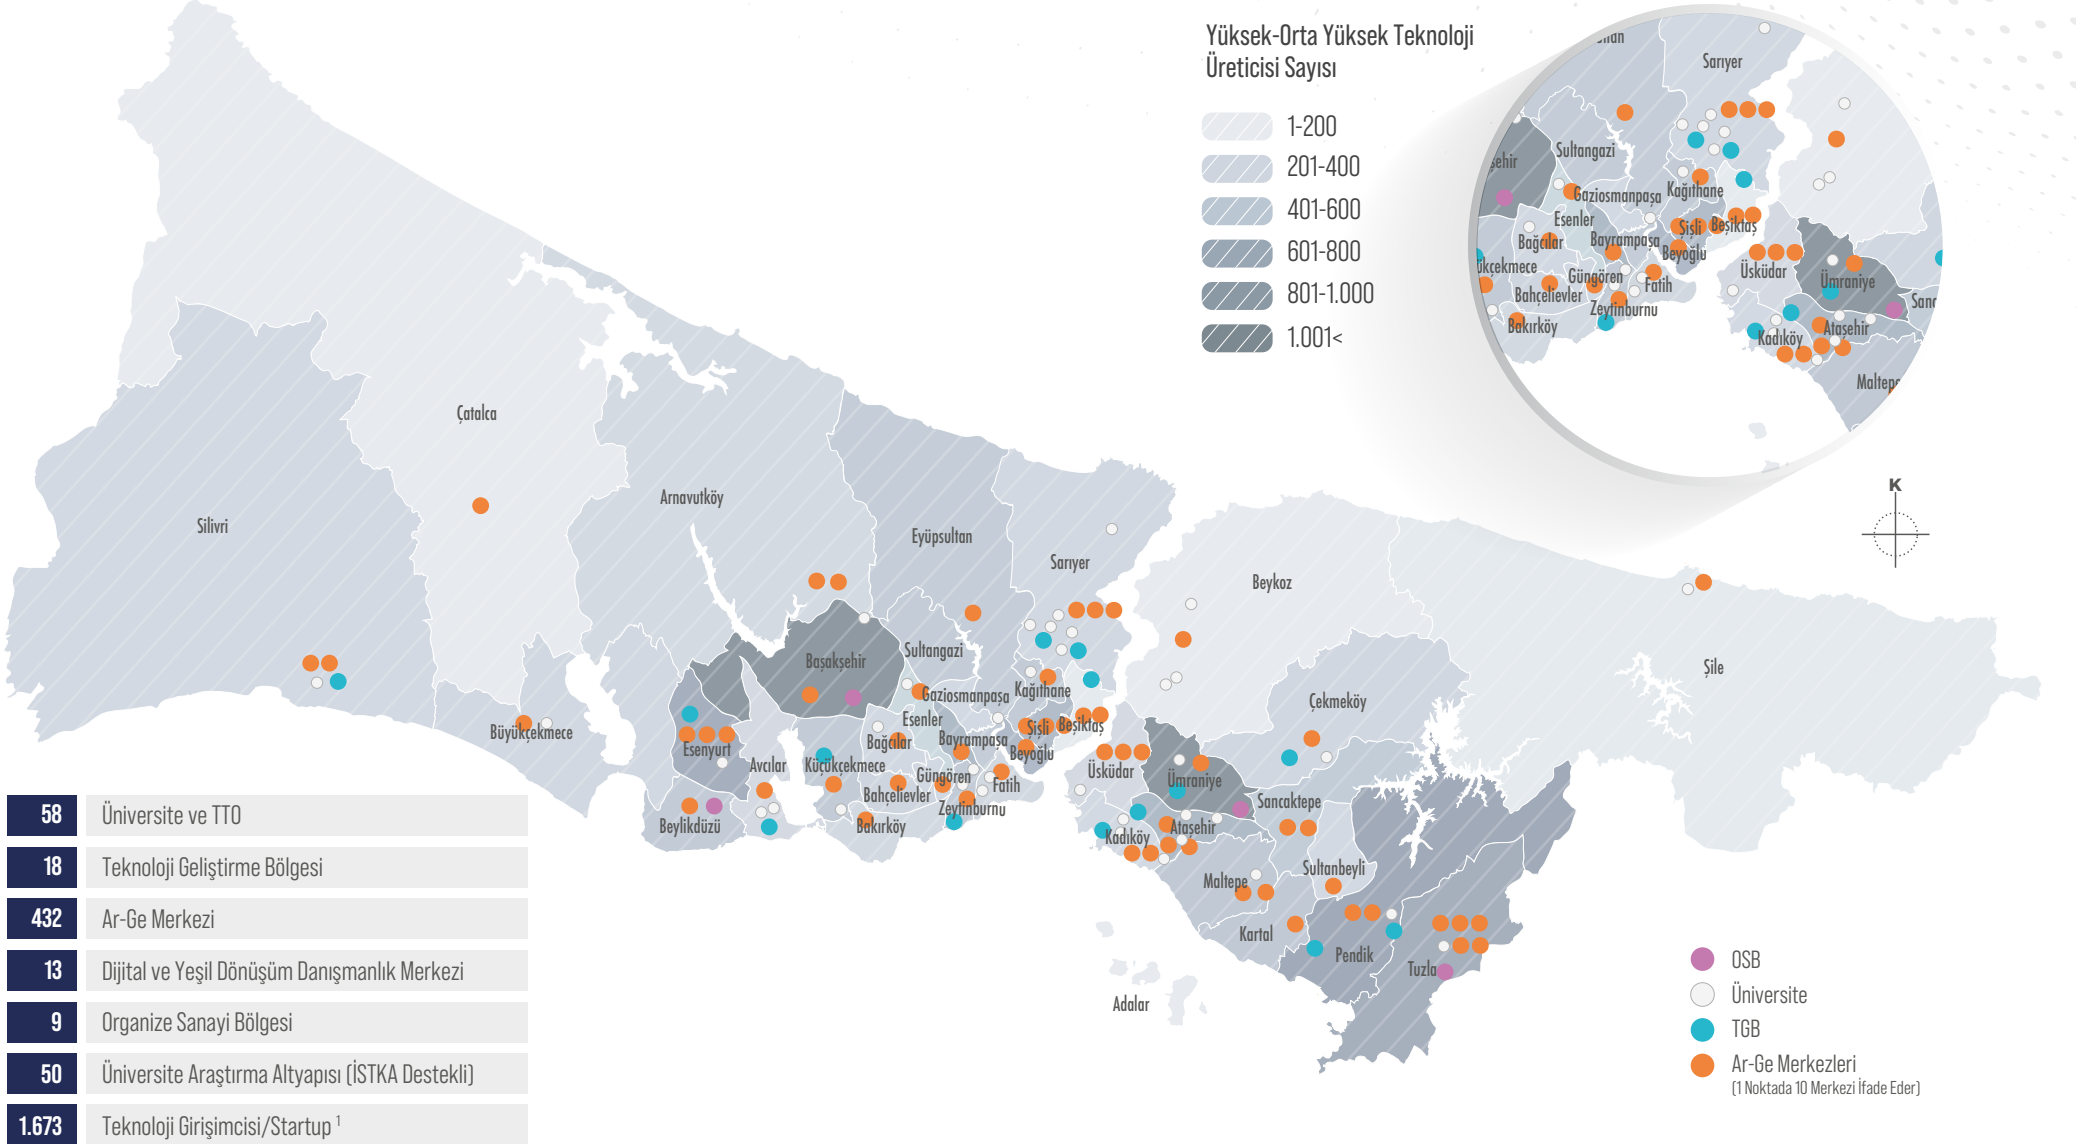 Yüksek-Orta Yüksek Teknoloji
Üreticisi Sayısı
1-200
201-400
401-600
601-800
801-1.000
1.001<
Sarıyer
şehir
Sultangazi
Gaziosmanpaşa
Kağıthane
Esenler
Bağcılar
Bayrampaşa
Şişli
Beşiktaş
Beyoğlu
ükçekmece
Güngören
Bahçelievler
Fatih
Zeytinburnu
Bakırköy
Üsküdar
Ümraniye
Sanc
Ataşehir
Kadıköy
Maltepe
K
Çatalca
Silivri
Arnavutköy
Eyüpsultan
Sarıyer
Beykoz
Şile
Başakşehir
Sultangazi
Gaziosmanpaşa
Kağıthane
Çekmeköy
Büyükçekmece
Esenyurt
Avcılar
Küçükçekmece
Bağcılar
Esenler
Bayrampaşa
Şişli
Beşiktaş
Beyoğlu
Güngören
Bahçelievler
Fatih
Zeytinburnu
Bakırköy
Beylikdüzü
Üsküdar
Ümraniye
Sancaktepe
Ataşehir
Kadıköy
Maltepe
Sultanbeyli
Kartal
Pendik
Tuzla
Adalar
58 Üniversite ve TTO
18 Teknoloji Geliştirme Bölgesi
432 Ar-Ge Merkezi
13 Dijital ve Yeşil Dönüşüm Danışmanlık Merkezi
9 Organize Sanayi Bölgesi
50 Üniversite Araştırma Altyapısı (İSTKA Destekli)
1.673 Teknoloji Girişimcisi/Startup 1
OSB
Üniversite
TGB
Ar-Ge Merkezleri
(1 Noktada 10 Merkezi İfade Eder)